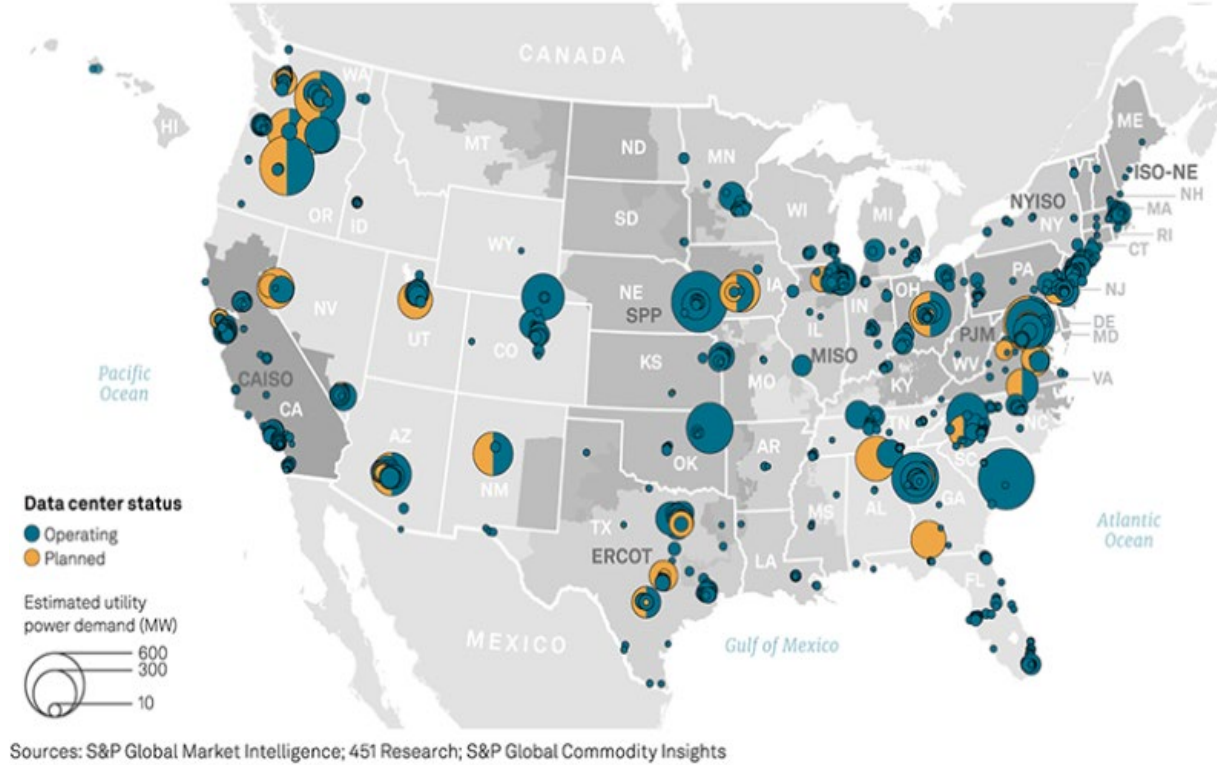 CANADA
WA
HI
MT
ND
MN
ME
VT
ISO-NE
NH
OR
ID
SD
WI
MI
NYISO
NY
MA
RI
CT
WY
PA
NV
UT
NE
SPP
IA
IL
IN
OH
PJM
NJ
DE
MD
CO
KS
MO
MISO
WV
VA
KY
Pacific
Ocean
CAISO
CA
AZ
NM
OK
AR
TN
NC
SC
MS
AL
GA
TX
ERCOT
LA
FL
Atlantic
Ocean
MEXICO
Gulf of Mexico
Data center status
Operating
Planned
Estimated utility
power demand (MW)
600
300
10
Sources: S&P Global Market Intelligence; 451 Research; S&P Global Commodity Insights